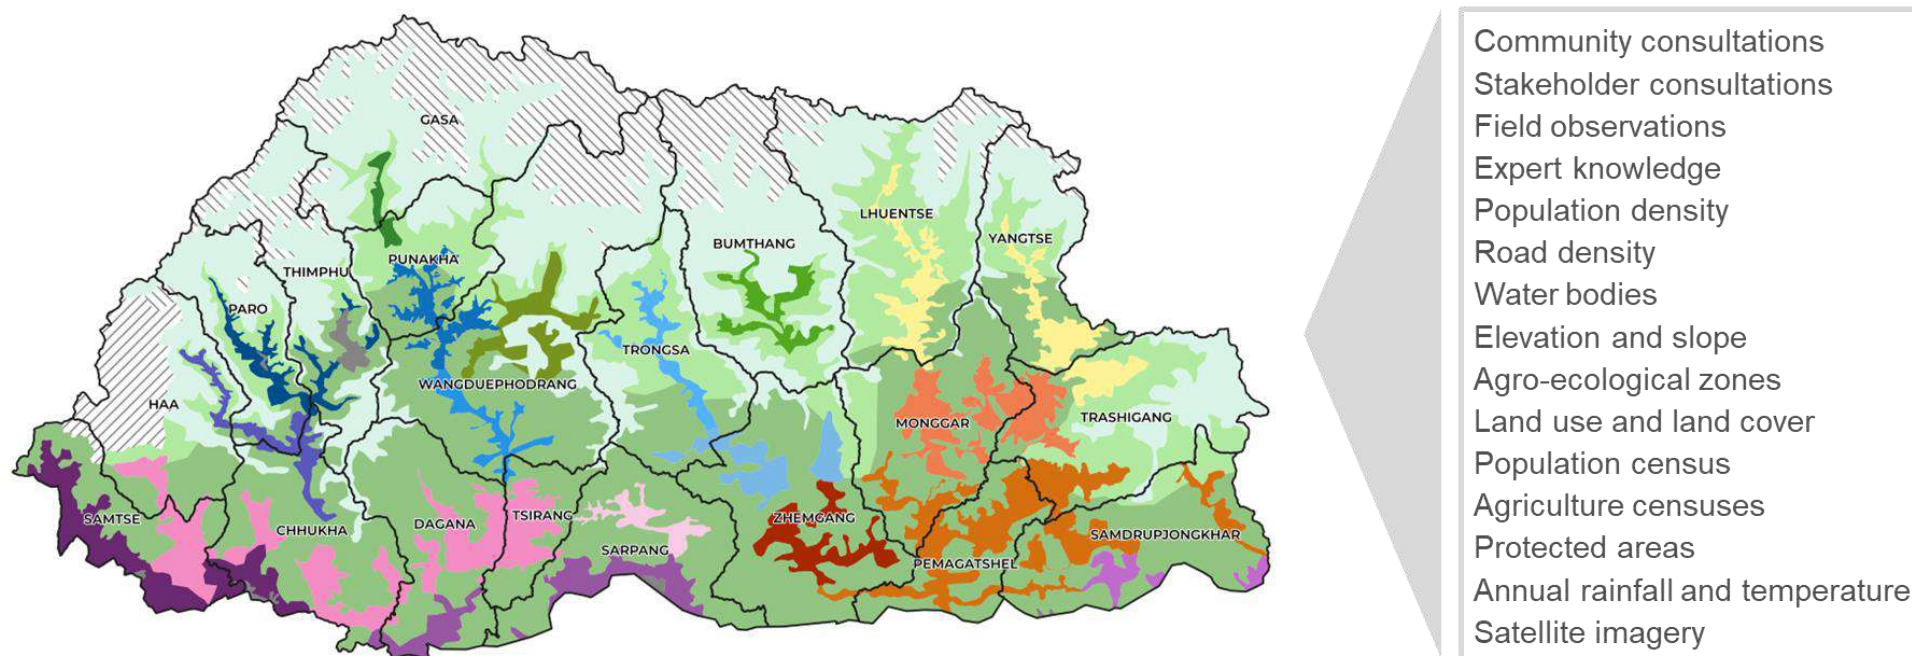 GASA
LHUENTSE
YANGTSE
BUMTHANG
PUNAKHA
THIMPHU
PARO
TRONGSA
WANGDUEPHODRANG
HAA
TRASHIGANG
MONGGAR
SAMTSE
CHHUKHA
DAGANA
TSIRANG
ZHEMGANG
SARPANG
SAMDRUPJONGKHAR
PEMAGATSHEL
Community consultations
Stakeholder consultations
Field observations
Expert knowledge
Population density
Road density
Water bodies
Elevation and slope
Agro-ecological zones
Land use and land cover
Population census
Agriculture censuses
Protected areas
Annual rainfall and temperature
Satellite imagery